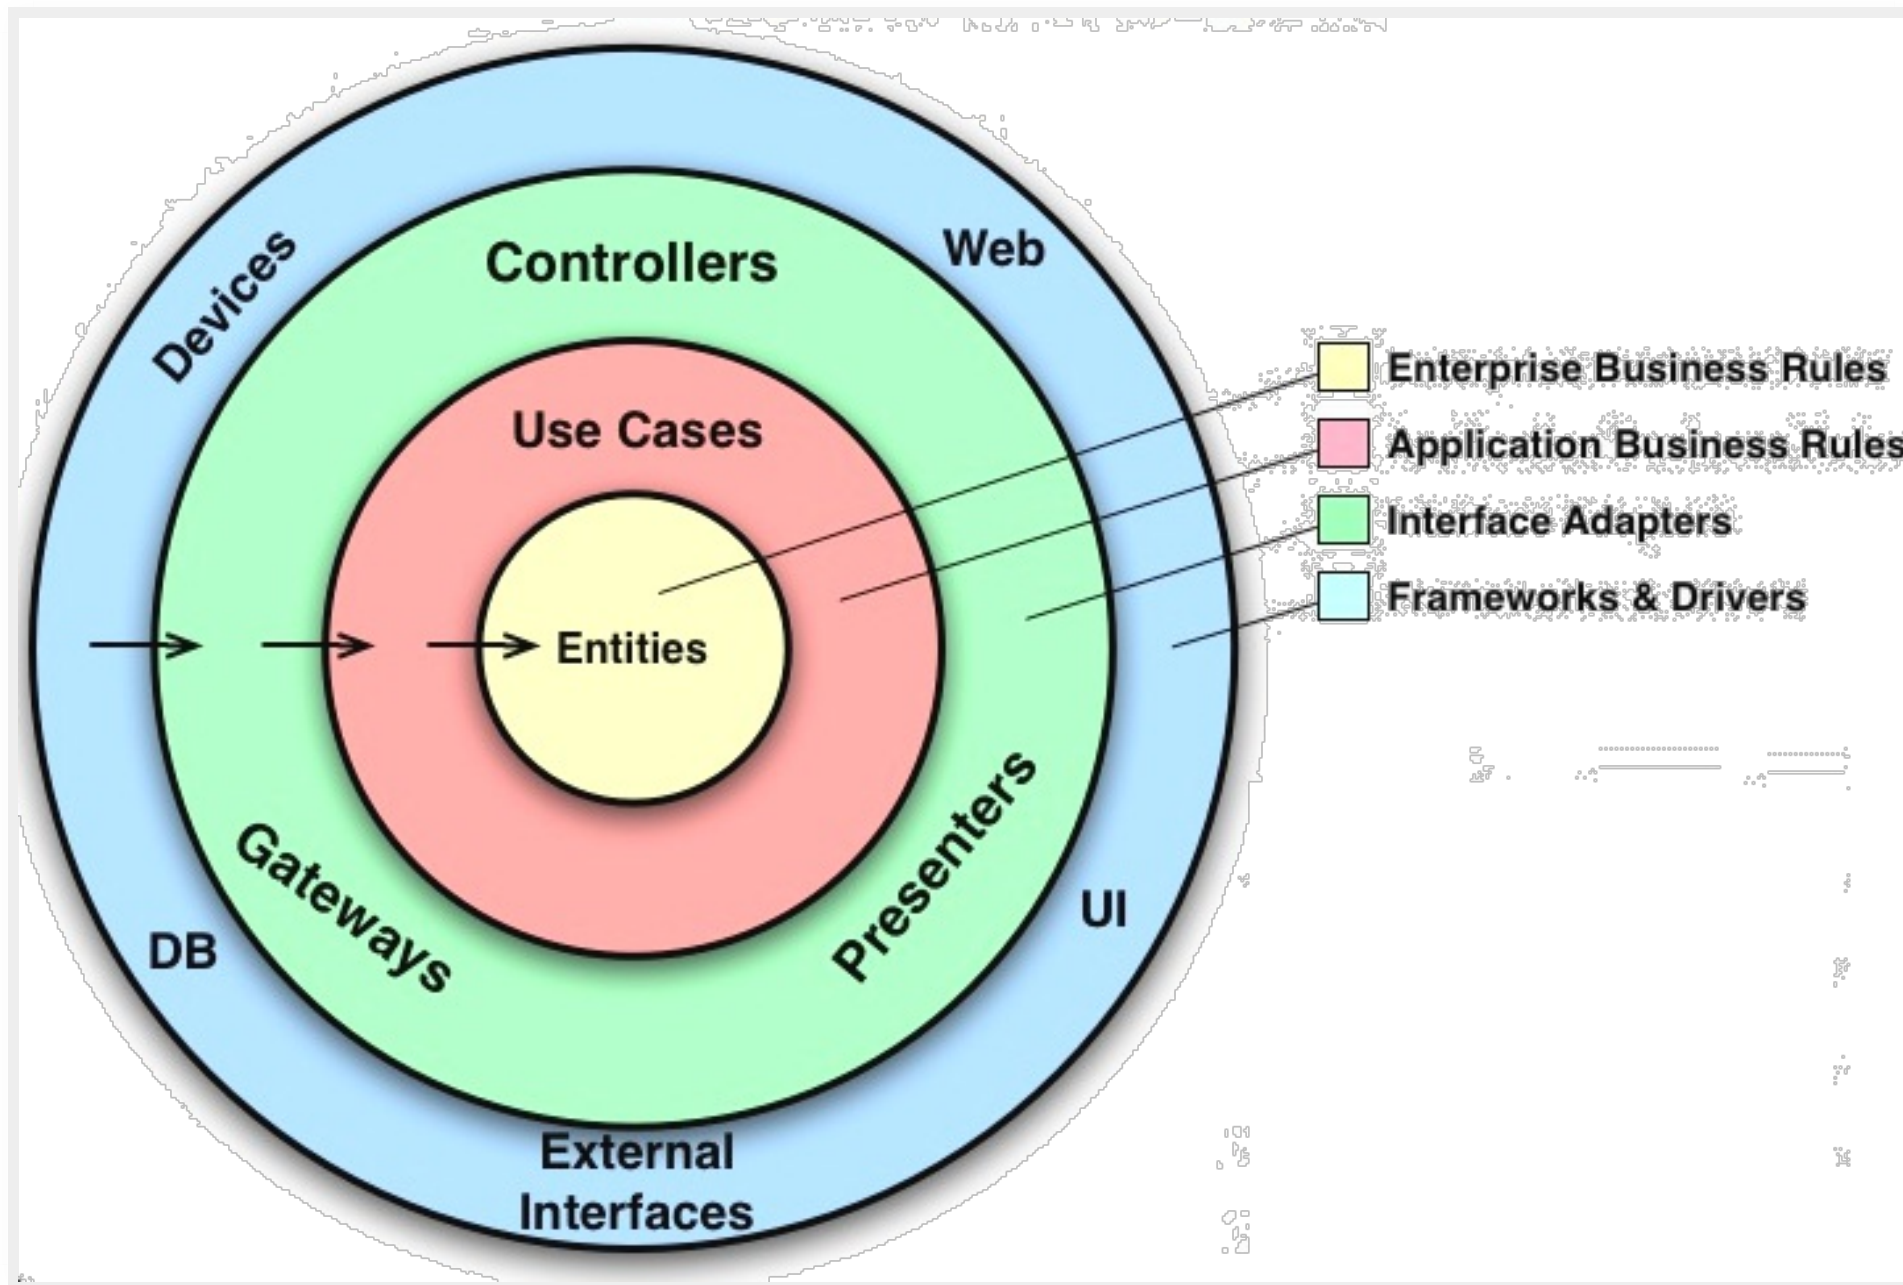 Devices
Controllers
Web
Use Cases
Entities
Gateways
Presenters
DB
UI
External
Interfaces
Enterprise Business Rules
Application Business Rules
Interface Adapters
Frameworks & Drivers